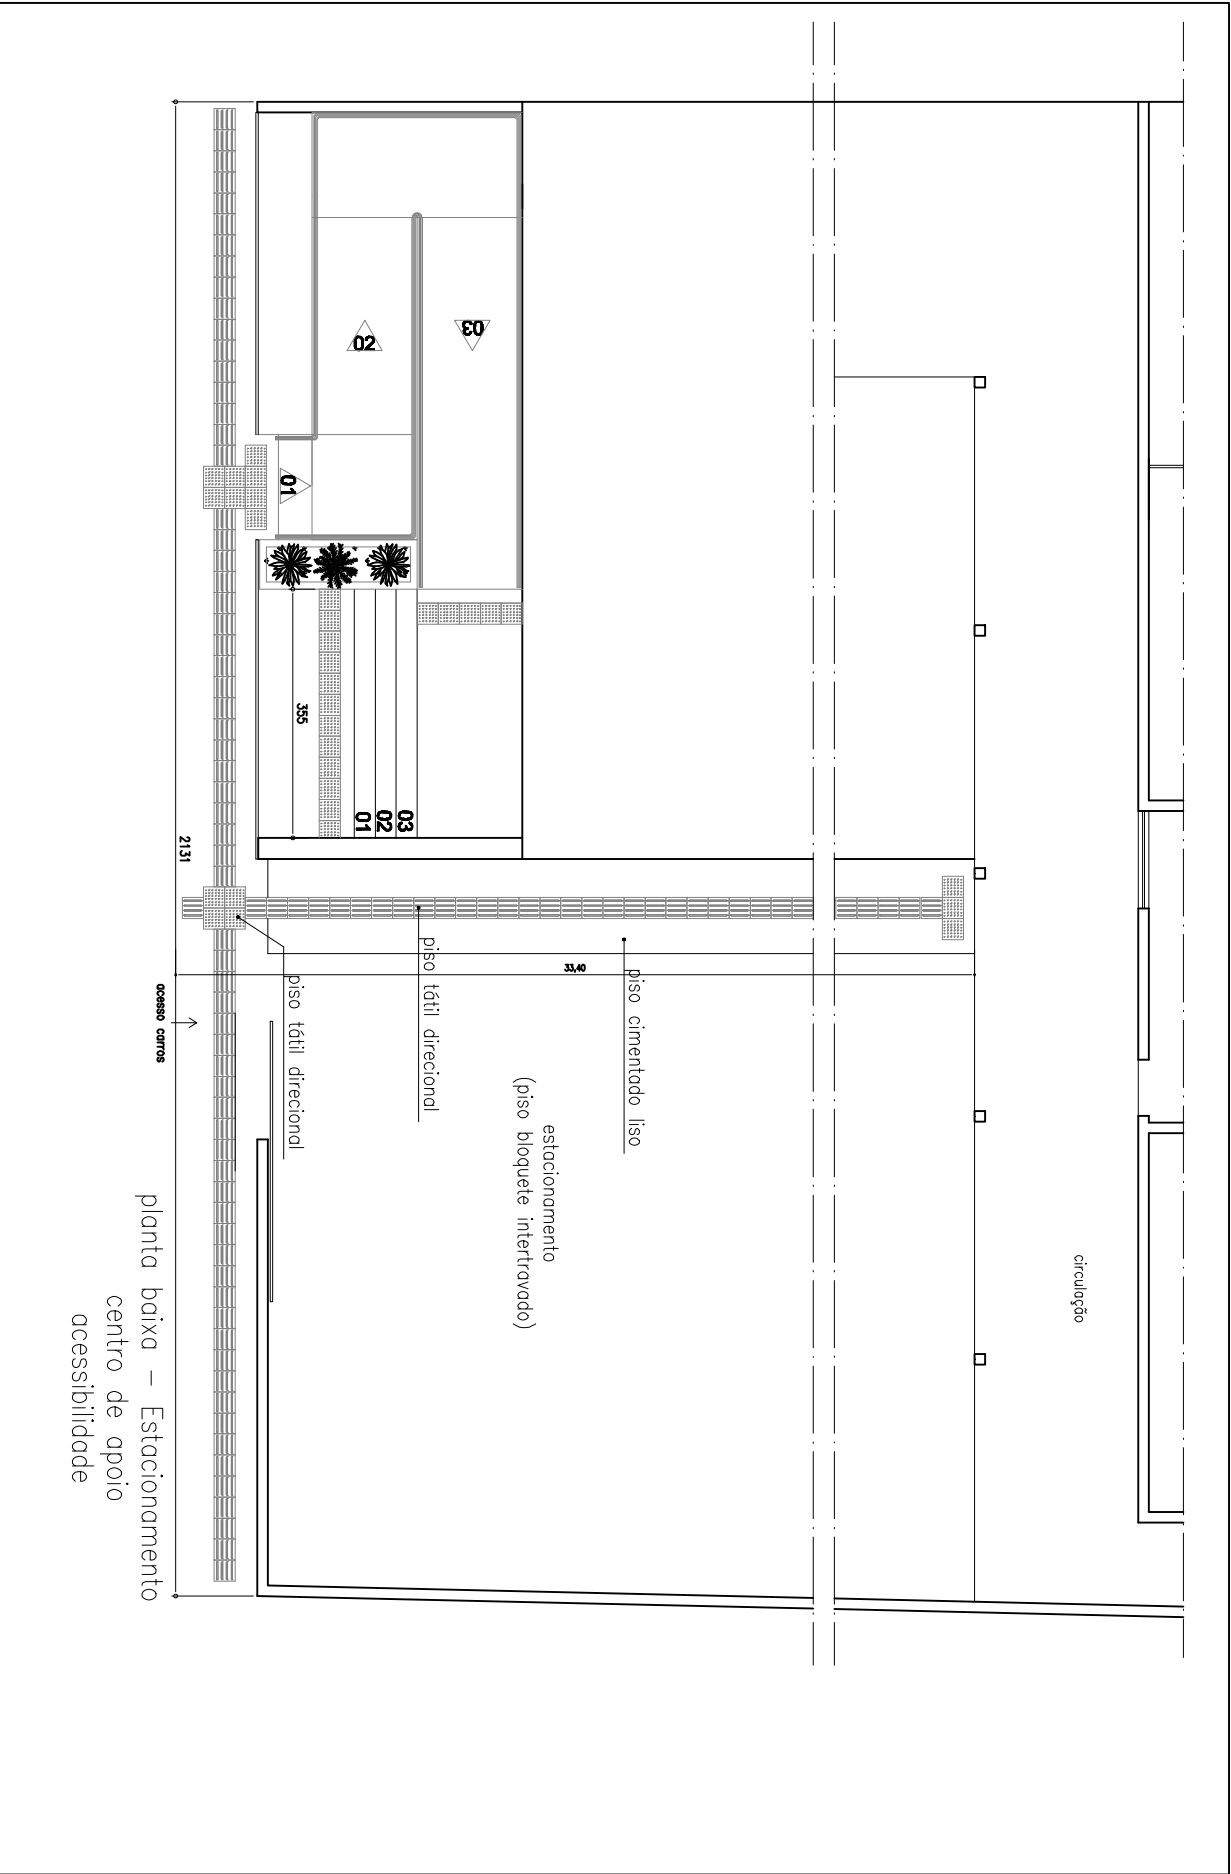 circulação
piso cimentado liso
33,40
estacionamento
(piso bloquete intertravado)
03
02
01
03
02
01
355
piso tátil direcional
piso tátil direcional
2131
acesso carros
planta baixa - Estacionamento
centro de apoio
acessibilidade